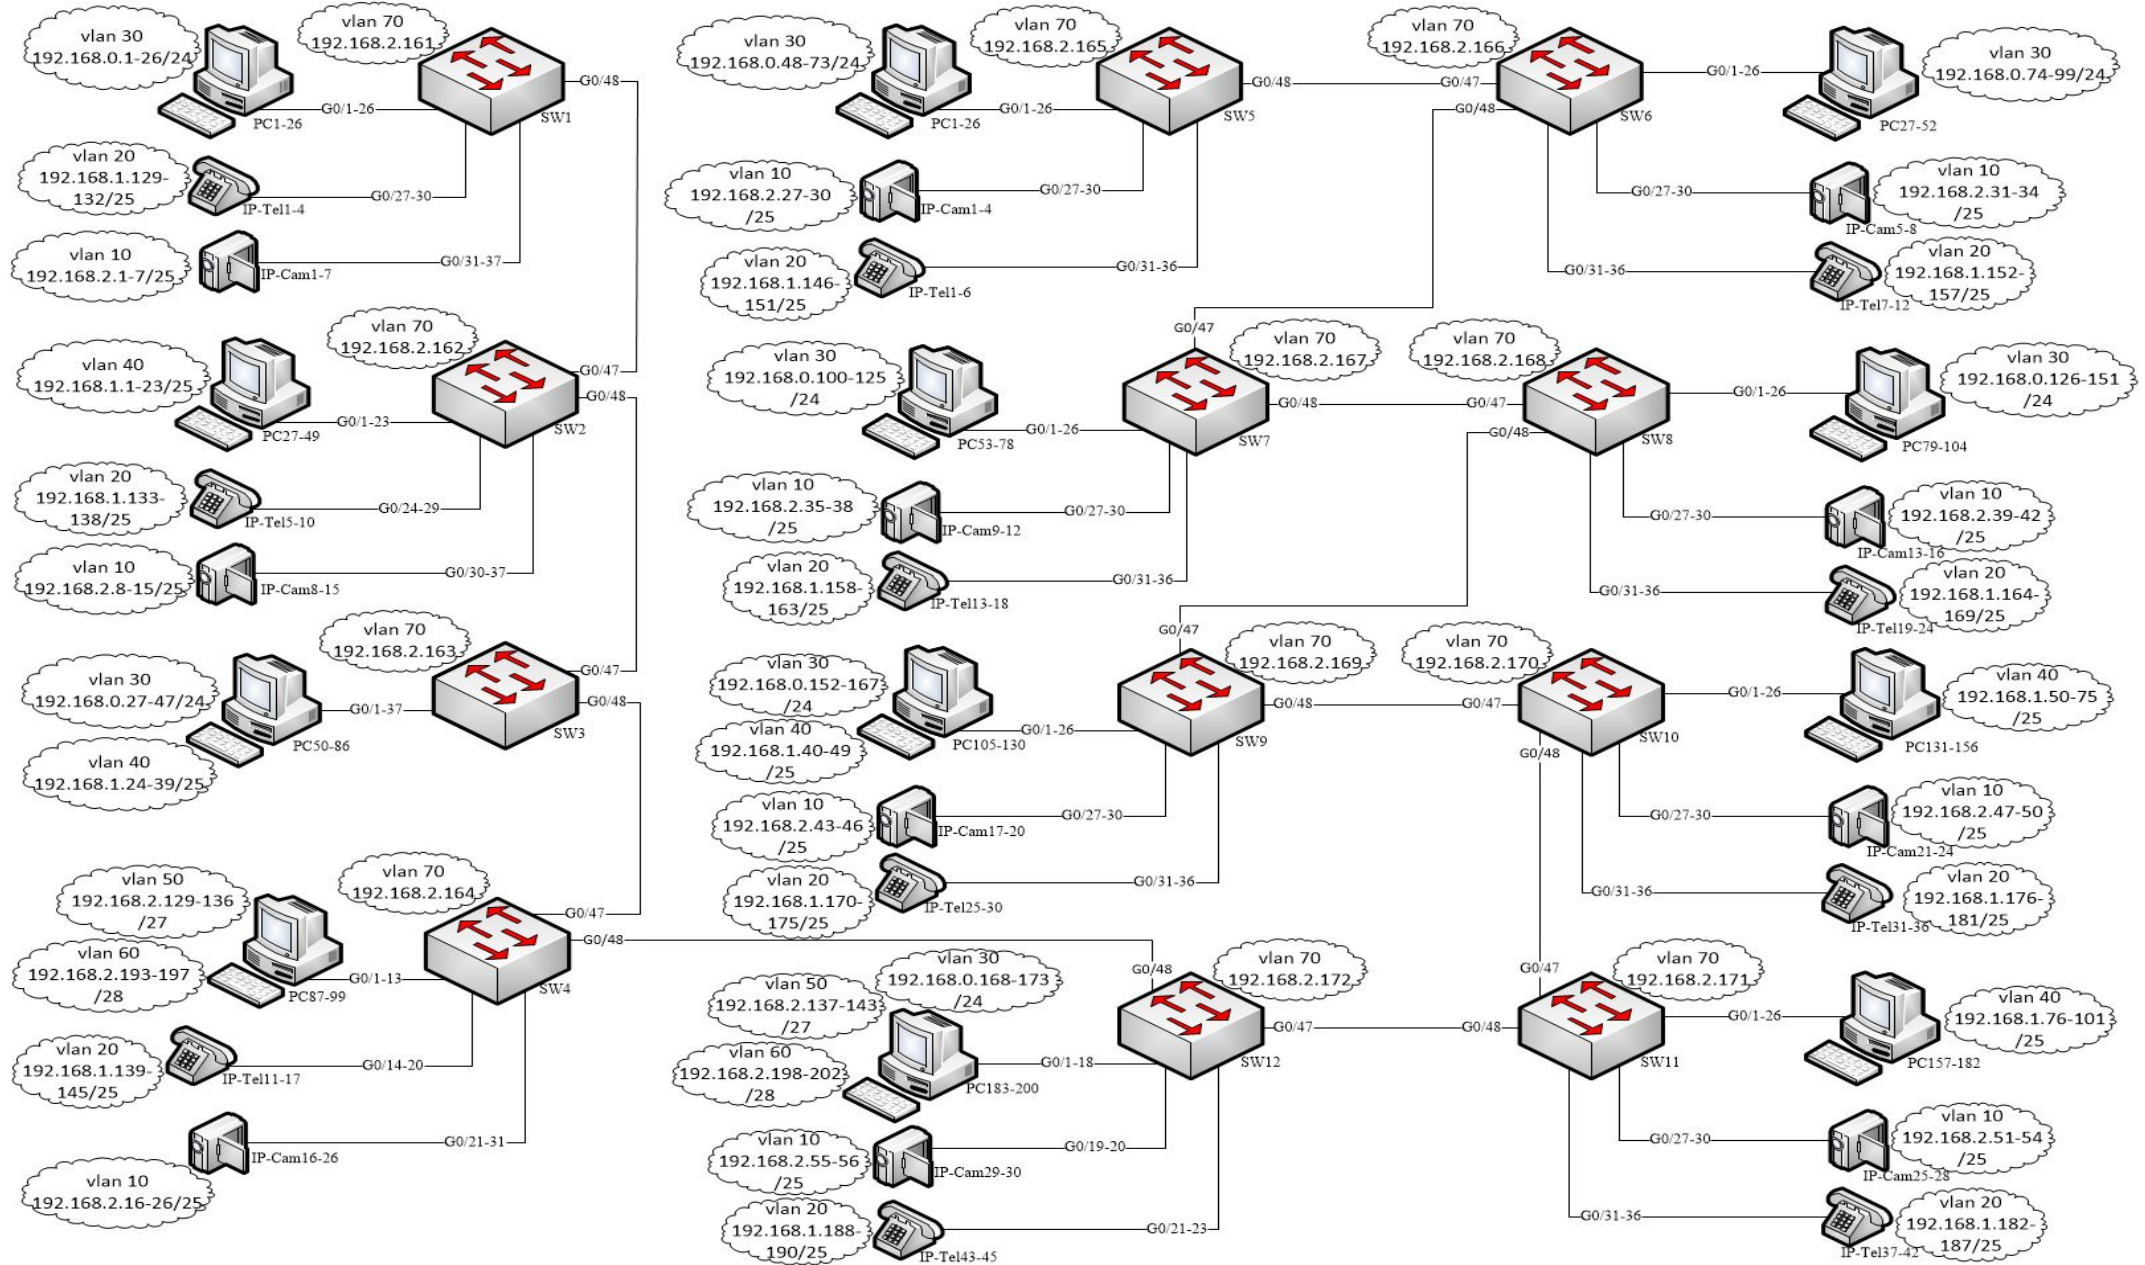 vlan 30
192.168.0.1-26/24
PC1-26
G0/1-26
vlan 70
192.168.2.161
SW1
G0/48
vlan 20
192.168.1.129-
132/25
IP-Tel1-4
G0/27-30
vlan 10
192.168.2.1-7/25
IP-Cam1-7
G0/31-37
vlan 40
192.168.1.1-23/25
PC27-49
G0/1-23
vlan 70
192.168.2.162
SW2
G0/47
G0/48
vlan 20
192.168.1.133-
138/25
IP-Tel5-10
G0/24-29
vlan 10
192.168.2.8-15/25
IP-Cam8-15
G0/30-37
vlan 30
192.168.0.27-47/24
vlan 40
192.168.1.24-39/25
PC50-86
G0/1-37
vlan 70
192.168.2.163
SW3
G0/47
G0/48
vlan 50
192.168.2.129-136
/27
vlan 60
192.168.2.193-197
/28
PC87-99
G0/1-13
vlan 70
192.168.2.164
SW4
G0/47
G0/48
vlan 20
192.168.1.139-
145/25
IP-Tel11-17
G0/14-20
vlan 10
192.168.2.16-26/25
IP-Cam16-26
G0/21-31
vlan 30
192.168.0.48-73/24
PC1-26
G0/1-26
vlan 70
192.168.2.165
SW5
G0/48
vlan 10
192.168.2.27-30
/25
IP-Cam1-4
G0/27-30
vlan 20
192.168.1.146-
151/25
IP-Tel1-6
G0/31-36
vlan 70
192.168.2.166
SW6
G0/47
G0/48
G0/1-26
PC27-52
vlan 30
192.168.0.74-99/24
G0/27-30
IP-Cam5-8
vlan 10
192.168.2.31-34
/25
G0/31-36
IP-Tel7-12
vlan 20
192.168.1.152-
157/25
G0/47
vlan 70
192.168.2.167
SW7
G0/48
vlan 30
192.168.0.100-125
/24
PC53-78
G0/1-26
vlan 10
192.168.2.35-38
/25
IP-Cam9-12
G0/27-30
vlan 20
192.168.1.158-
163/25
IP-Tel13-18
G0/31-36
vlan 70
192.168.2.168
SW8
G0/47
G0/48
G0/1-26
PC79-104
vlan 30
192.168.0.126-151
/24
G0/27-30
IP-Cam13-16
vlan 10
192.168.2.39-42
/25
G0/31-36
IP-Tel19-24
vlan 20
192.168.1.164-
169/25
G0/47
vlan 70
192.168.2.169
SW9
G0/48
vlan 30
192.168.0.152-167
/24
vlan 40
192.168.1.40-49
/25
PC105-130
G0/1-26
vlan 10
192.168.2.43-46
/25
IP-Cam17-20
G0/27-30
vlan 20
192.168.1.170-
175/25
IP-Tel25-30
G0/31-36
vlan 70
192.168.2.170
SW10
G0/47
G0/48
G0/1-26
PC131-156
vlan 40
192.168.1.50-75
/25
G0/27-30
IP-Cam21-24
vlan 10
192.168.2.47-50
/25
G0/31-36
IP-Tel31-36
vlan 20
192.168.1.176-
181/25
G0/48
vlan 70
192.168.2.172
SW12
G0/47
vlan 30
192.168.0.168-173
/24
vlan 50
192.168.2.137-143
/27
vlan 60
192.168.2.198-202
/28
PC183-200
G0/1-18
vlan 10
192.168.2.55-56
/25
IP-Cam29-30
G0/19-20
vlan 20
192.168.1.188-
190/25
IP-Tel43-45
G0/21-23
G0/47
vlan 70
192.168.2.171
SW11
G0/48
G0/1-26
PC157-182
vlan 40
192.168.1.76-101
/25
G0/27-30
IP-Cam25-28
vlan 10
192.168.2.51-54
/25
G0/31-36
IP-Tel37-42
vlan 20
192.168.1.182-
187/25